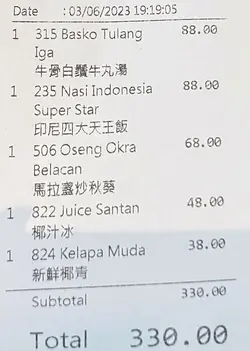 Date : 03/06/2023 19:19:05
1 315 Basko Tulang 88.00
Iga
牛骨白鬚牛丸湯
1 235 Nasi Indonesia 88.00
Super Star
印尼四大天王飯
1 506 Oseng Okra 68.00
Belacan
馬拉盞炒秋葵
1 822 Juice Santan 48.00
椰汁冰
1 824 Kelapa Muda 38.00
新鮮椰青
Subtotal 330.00
Total 330.00